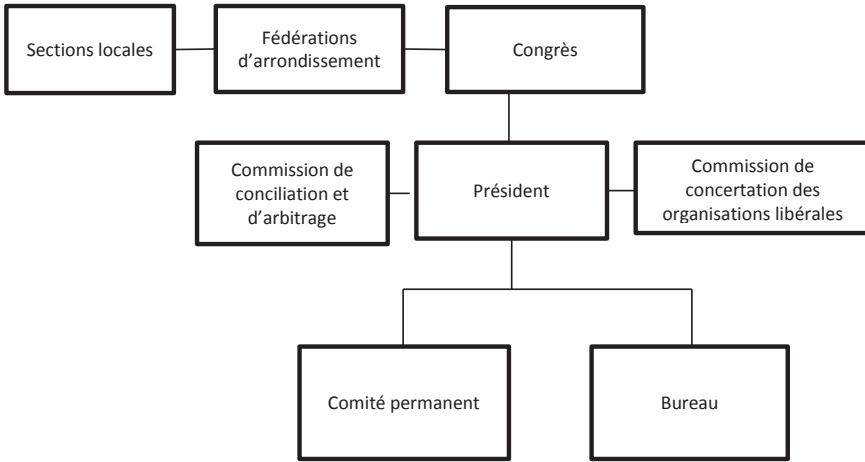 Sections locales
Fédérations
d’arrondissement
Congrès
Commission de
conciliation et
d’arbitrage
Président
Commission de
concertation des
organisations libérales
Comité permanent
Bureau